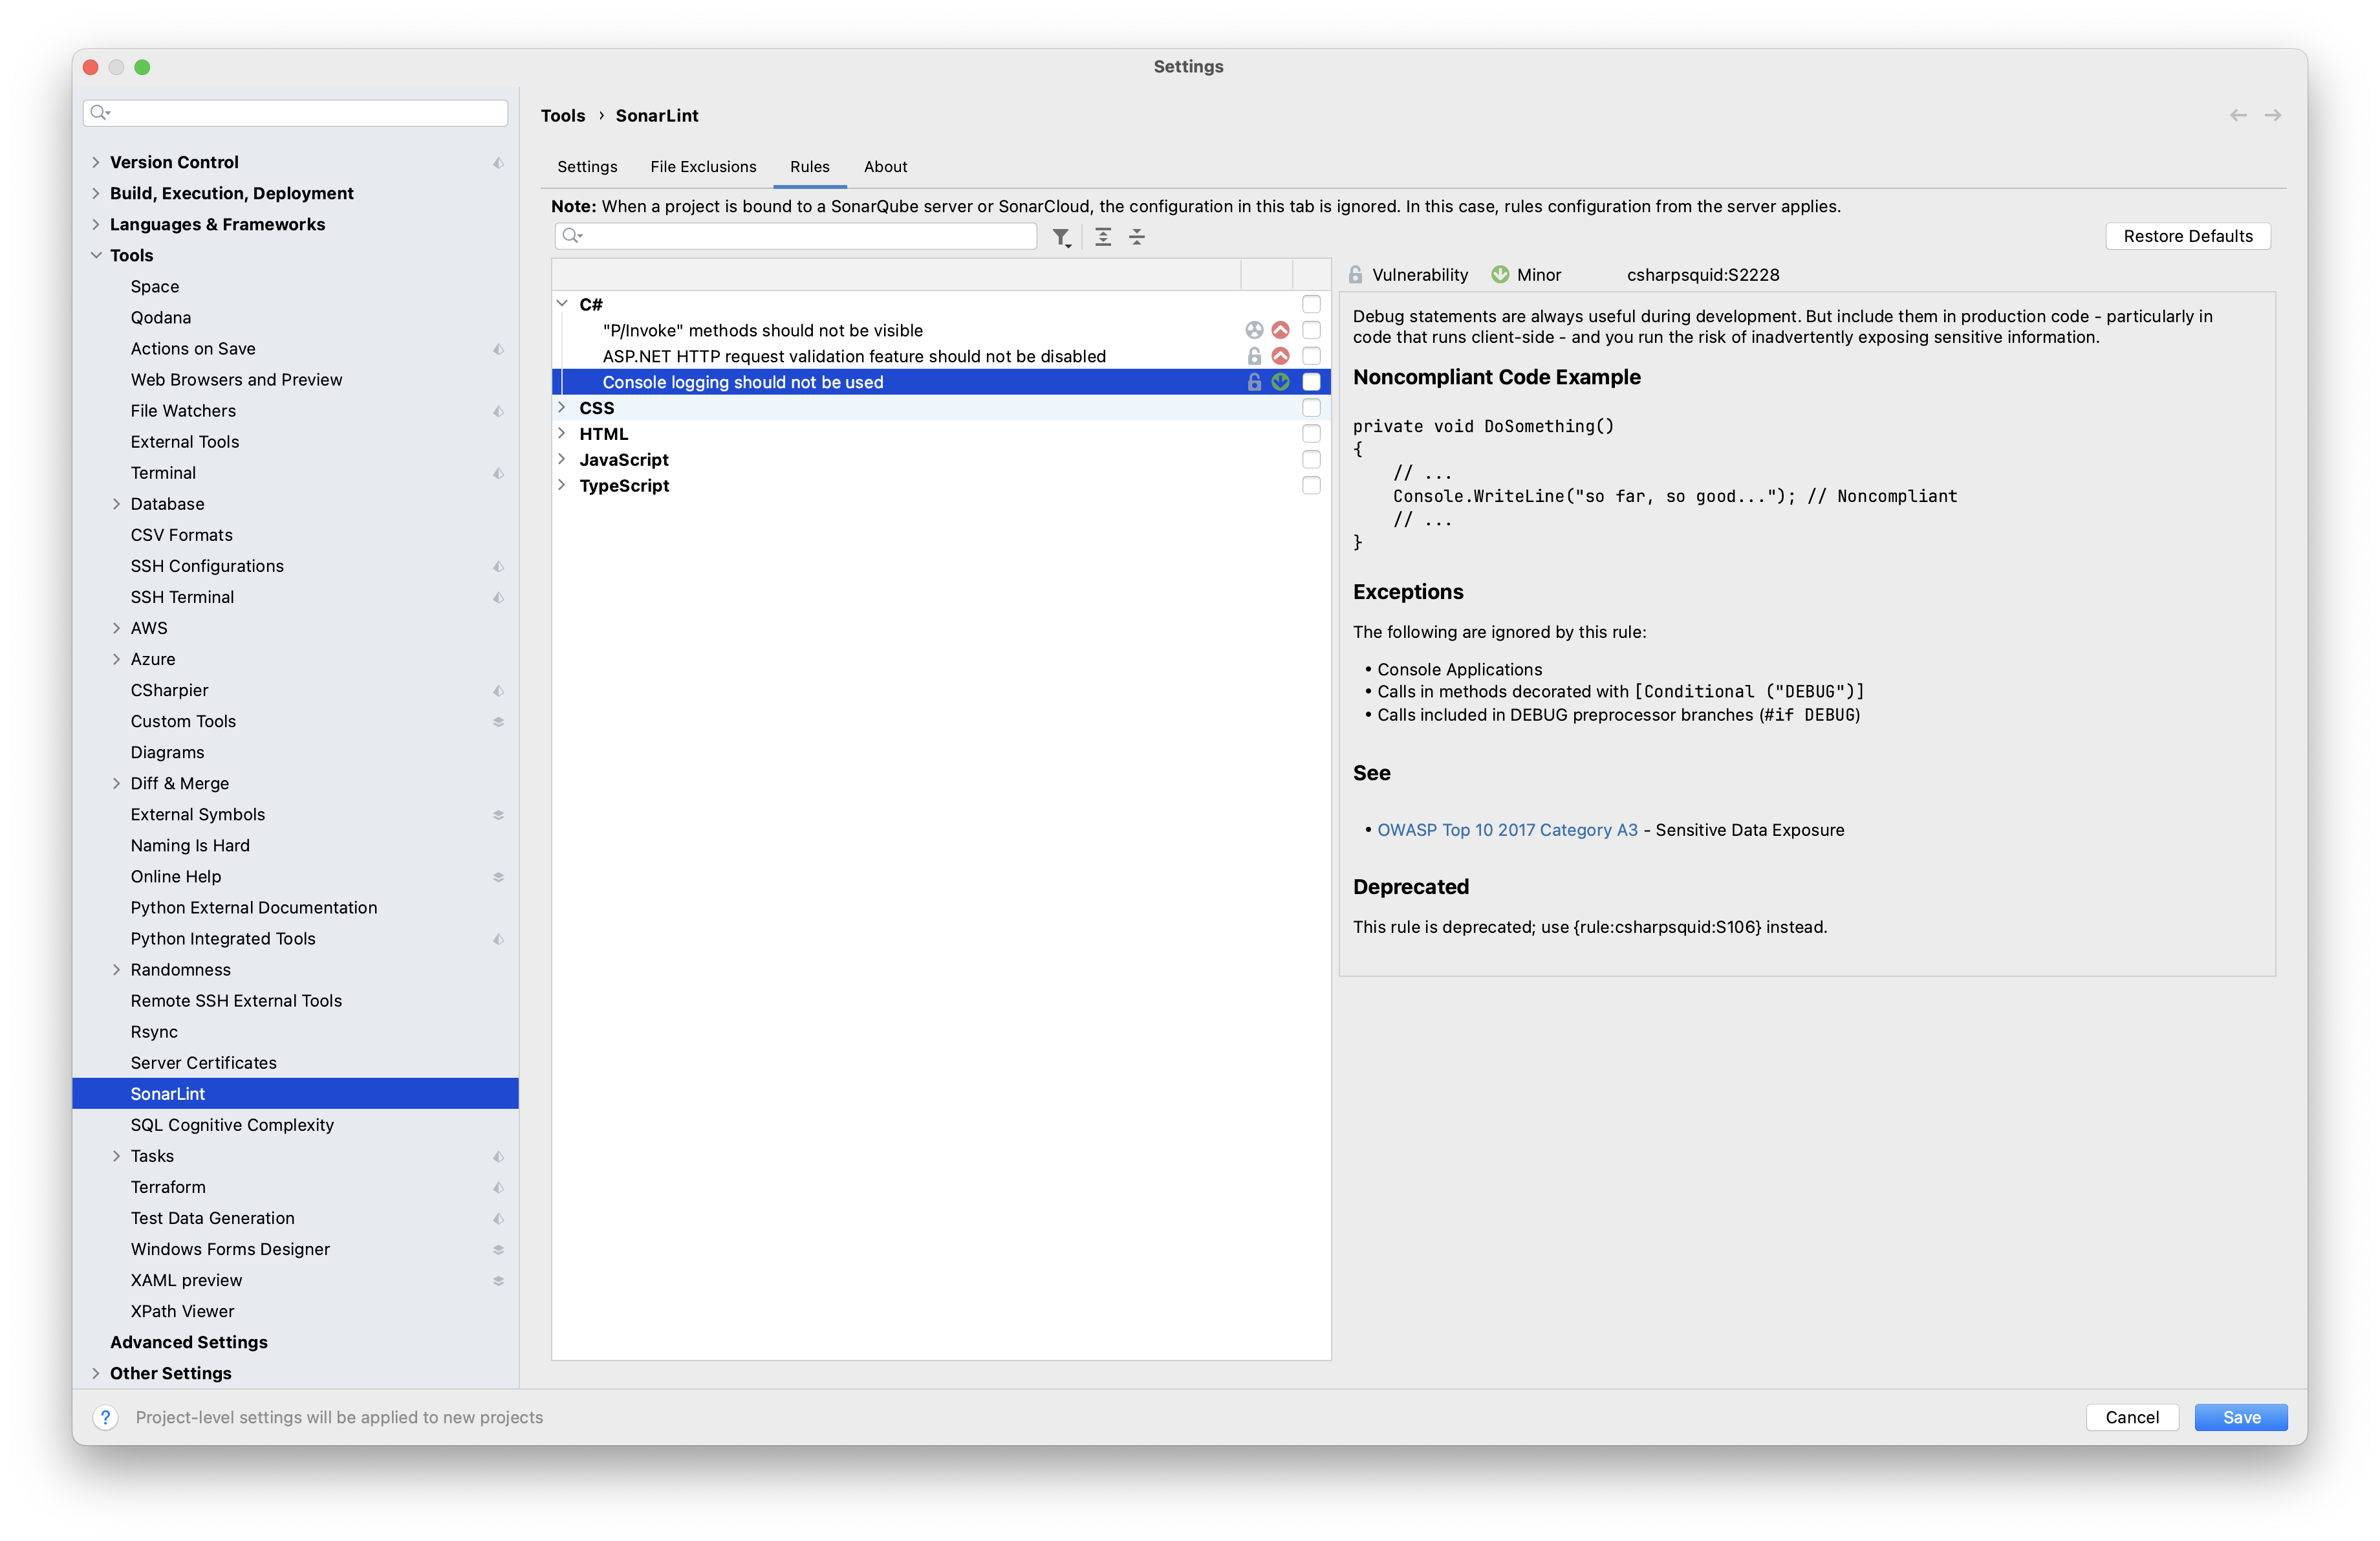 Settings
Version Control
Build, Execution, Deployment
Languages & Frameworks
Tools
Space
Qodana
Actions on Save
Web Browsers and Preview
File Watchers
External Tools
Terminal
Database
CSV Formats
SSH Configurations
SSH Terminal
AWS
Azure
CSharpier
Custom Tools
Diagrams
Diff & Merge
External Symbols
Naming Is Hard
Online Help
Python External Documentation
Python Integrated Tools
Randomness
Remote SSH External Tools
Rsync
Server Certificates
SonarLint
SQL Cognitive Complexity
Tasks
Terraform
Test Data Generation
Windows Forms Designer
XAML preview
XPath Viewer
Advanced Settings
Other Settings
Tools › SonarLint
Settings File Exclusions Rules About
Note: When a project is bound to a SonarQube server or SonarCloud, the configuration in this tab is ignored. In this case, rules configuration from the server applies.
Restore Defaults
C#
"P/Invoke" methods should not be visible
ASP.NET HTTP request validation feature should not be disabled
Console logging should not be used
CSS
HTML
JavaScript
TypeScript
Vulnerability Minor csharpsquid:S2228
Debug statements are always useful during development. But include them in production code - particularly in
code that runs client-side - and you run the risk of inadvertently exposing sensitive information.
Noncompliant Code Example
private void DoSomething()
{
// ...
Console.WriteLine("so far, so good..."); // Noncompliant
// ...
}
Exceptions
The following are ignored by this rule:
• Console Applications
• Calls in methods decorated with [Conditional ("DEBUG")]
• Calls included in DEBUG preprocessor branches (#if DEBUG)
See
• OWASP Top 10 2017 Category A3 - Sensitive Data Exposure
Deprecated
This rule is deprecated; use {rule:csharpsquid:S106} instead.
? Project-level settings will be applied to new projects
Cancel Save